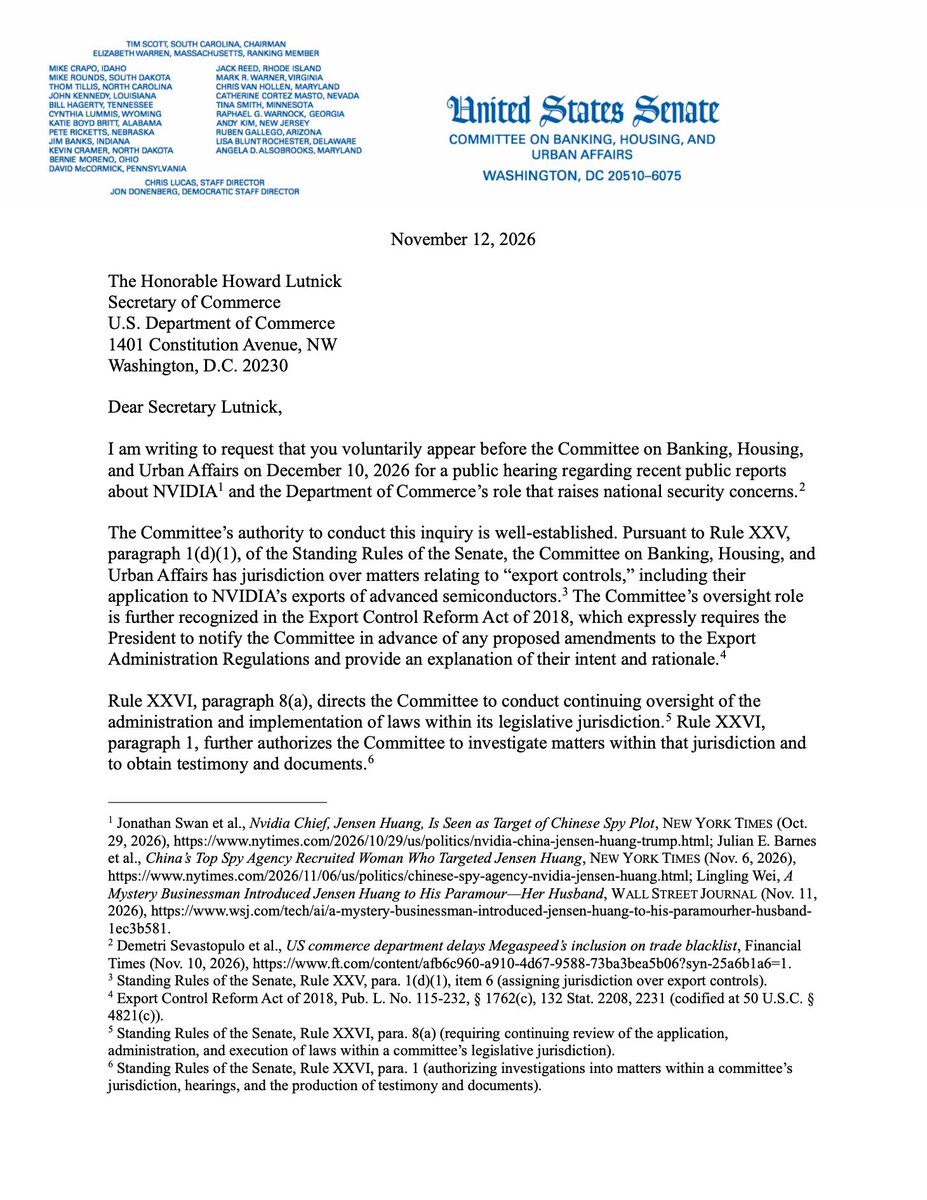 TIM SCOTT, SOUTH CAROLINA, CHAIRMAN
ELIZABETH WARREN, MASSACHUSETTS, RANKING MEMBER
MIKE CRAPO, IDAHO
MIKE ROUNDS, SOUTH DAKOTA
THOM TILLIS, NORTH CAROLINA
JOHN KENNEDY, LOUISIANA
BILL HAGERTY, TENNESSEE
CYNTHIA LUMMIS, WYOMING
KATIE BOYD BRITT, ALABAMA
PETE RICKETTS, NEBRASKA
JIM BANKS, INDIANA
KEVIN CRAMER, NORTH DAKOTA
BERNIE MORENO, OHIO
DAVID McCORMICK, PENNSYLVANIA
JACK REED, RHODE ISLAND
MARK R. WARNER, VIRGINIA
CHRIS VAN HOLLEN, MARYLAND
CATHERINE CORTEZ MASTO, NEVADA
TINA SMITH, MINNESOTA
RAPHAEL G. WARNOCK, GEORGIA
ANDY KIM, NEW JERSEY
RUBEN GALLEGO, ARIZONA
LISA BLUNT ROCHESTER, DELAWARE
ANGELA D. ALSOBROOKS, MARYLAND
CHRIS LUCAS, STAFF DIRECTOR
JON DONENBERG, DEMOCRATIC STAFF DIRECTOR
United States Senate
COMMITTEE ON BANKING, HOUSING, AND
URBAN AFFAIRS
WASHINGTON, DC 20510–6075
November 12, 2026
The Honorable Howard Lutnick
Secretary of Commerce
U.S. Department of Commerce
1401 Constitution Avenue, NW
Washington, D.C. 20230
Dear Secretary Lutnick,
I am writing to request that you voluntarily appear before the Committee on Banking, Housing,
and Urban Affairs on December 10, 2026 for a public hearing regarding recent public reports
about NVIDIA¹ and the Department of Commerce’s role that raises national security concerns.²
The Committee’s authority to conduct this inquiry is well-established. Pursuant to Rule XXV,
paragraph 1(d)(1), of the Standing Rules of the Senate, the Committee on Banking, Housing, and
Urban Affairs has jurisdiction over matters relating to “export controls,” including their
application to NVIDIA’s exports of advanced semiconductors.³ The Committee’s oversight role
is further recognized in the Export Control Reform Act of 2018, which expressly requires the
President to notify the Committee in advance of any proposed amendments to the Export
Administration Regulations and provide an explanation of their intent and rationale.⁴
Rule XXVI, paragraph 8(a), directs the Committee to conduct continuing oversight of the
administration and implementation of laws within its legislative jurisdiction.⁵ Rule XXVI,
paragraph 1, further authorizes the Committee to investigate matters within that jurisdiction and
to obtain testimony and documents.⁶
¹ Jonathan Swan et al., Nvidia Chief, Jensen Huang, Is Seen as Target of Chinese Spy Plot, NEW YORK TIMES (Oct.
29, 2026), https://www.nytimes.com/2026/10/29/us/politics/nvidia-china-jensen-huang-trump.html; Julian E. Barnes
et al., China’s Top Spy Agency Recruited Woman Who Targeted Jensen Huang, NEW YORK TIMES (Nov. 6, 2026),
https://www.nytimes.com/2026/11/06/us/politics/chinese-spy-agency-nvidia-jensen-huang.html; Lingling Wei, A
Mystery Businessman Introduced Jensen Huang to His Paramour—Her Husband, WALL STREET JOURNAL (Nov. 11,
2026), https://www.wsj.com/tech/ai/a-mystery-businessman-introduced-jensen-huang-to-his-paramourher-husband-
1ec3b581.
² Demetri Sevastopulo et al., US commerce department delays Megaspeed’s inclusion on trade blacklist, Financial
Times (Nov. 10, 2026), https://www.ft.com/content/afb6c960-a910-4d67-9588-73ba3bea5b06?syn-25a6b1a6=1.
³ Standing Rules of the Senate, Rule XXV, para. 1(d)(1), item 6 (assigning jurisdiction over export controls).
⁴ Export Control Reform Act of 2018, Pub. L. No. 115-232, § 1762(c), 132 Stat. 2208, 2231 (codified at 50 U.S.C. §
4821(c)).
⁵ Standing Rules of the Senate, Rule XXVI, para. 8(a) (requiring continuing review of the application,
administration, and execution of laws within a committee’s legislative jurisdiction).
⁶ Standing Rules of the Senate, Rule XXVI, para. 1 (authorizing investigations into matters within a committee’s
jurisdiction, hearings, and the production of testimony and documents).